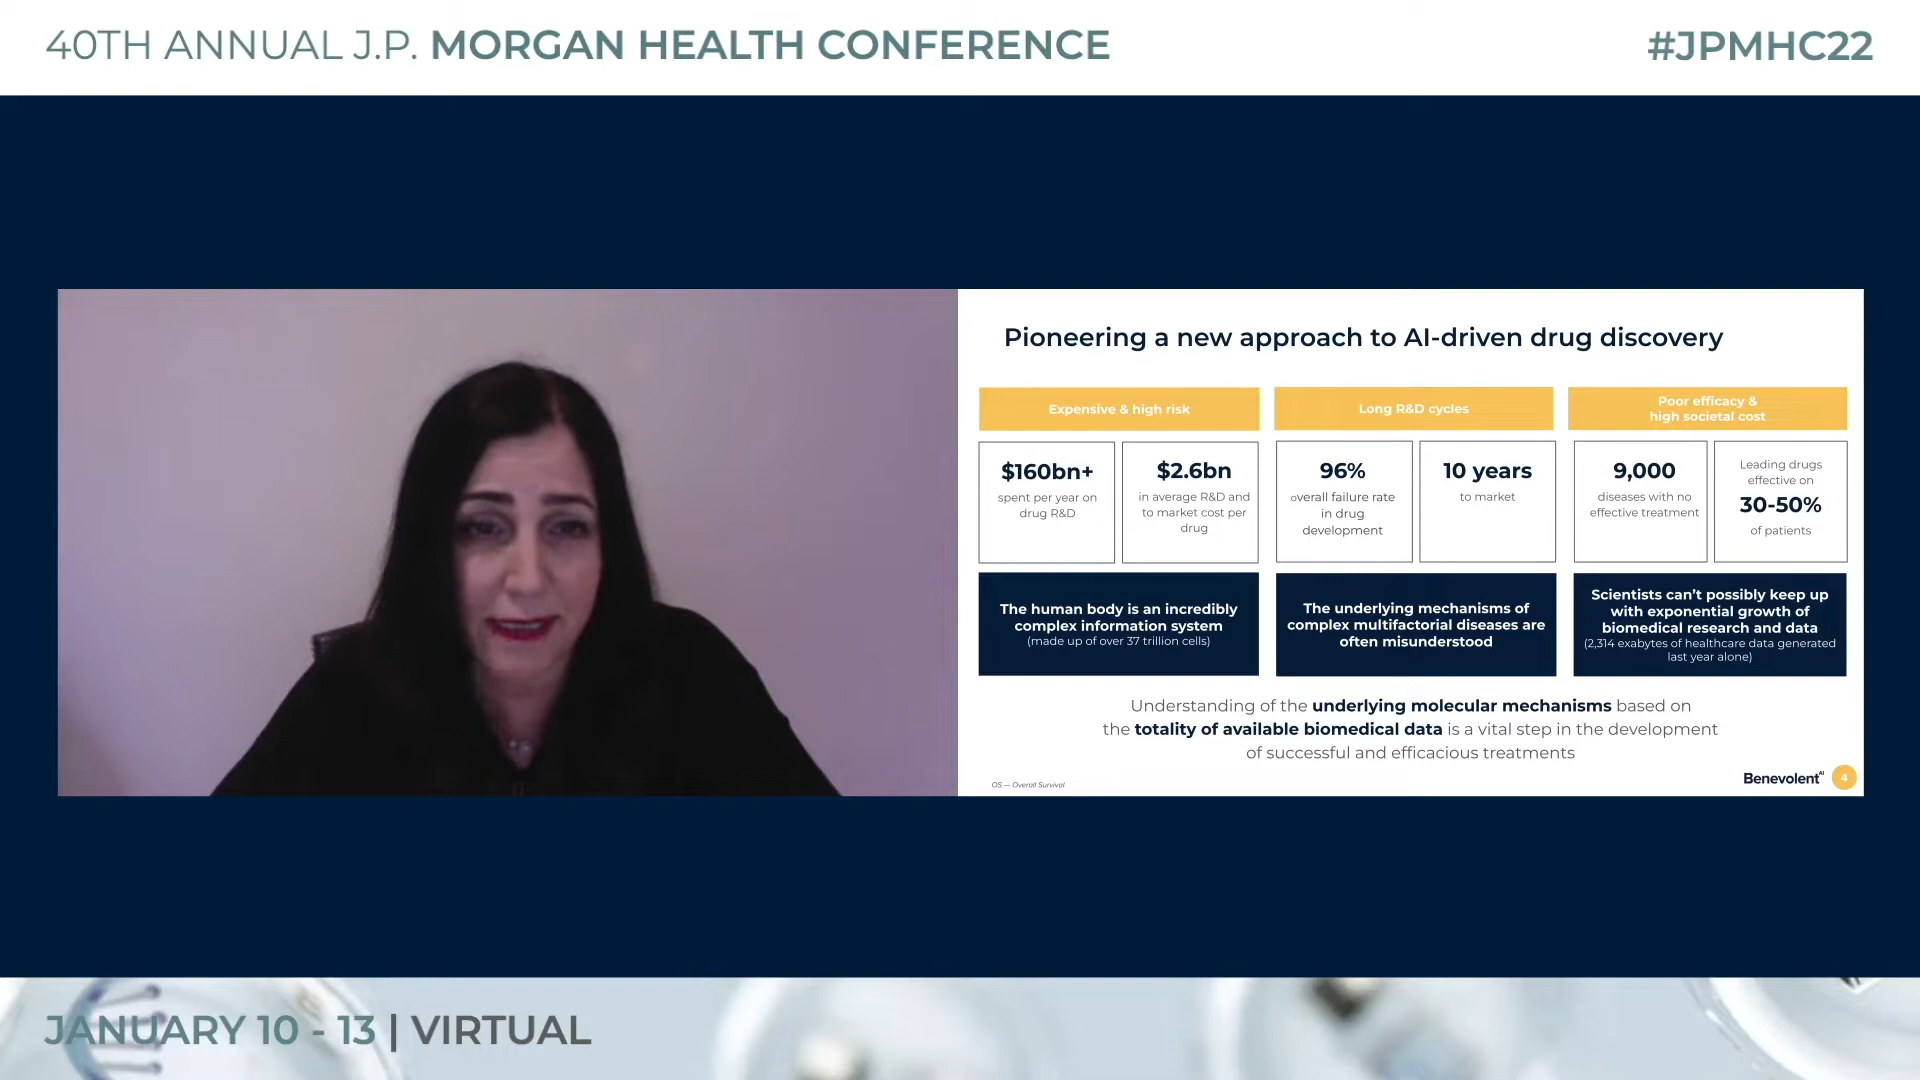 40TH ANNUAL J.P. MORGAN HEALTH CONFERENCE
#JPMHC22
Pioneering a new approach to AI-driven drug discovery
Expensive & high risk
$160bn+
spent per year on
drug R&D
$2.6bn
in average R&D and
to market cost per
drug
The human body is an incredibly
complex information system
(made up of over 37 trillion cells)
Long R&D cycles
96%
overall failure rate
in drug
development
10 years
to market
The underlying mechanisms of
complex multifactorial diseases are
often misunderstood
Poor efficacy &
high societal cost
9,000
diseases with no
effective treatment
Leading drugs
effective on
30-50%
of patients
Scientists can't possibly keep up
with exponential growth of
biomedical research and data
(2,314 exabytes of healthcare data generated
last year alone)
Understanding of the underlying molecular mechanisms based on
the totality of available biomedical data is a vital step in the development
of successful and efficacious treatments
OS — Overall Survival
Benevolent AI
4
JANUARY 10 - 13 | VIRTUAL